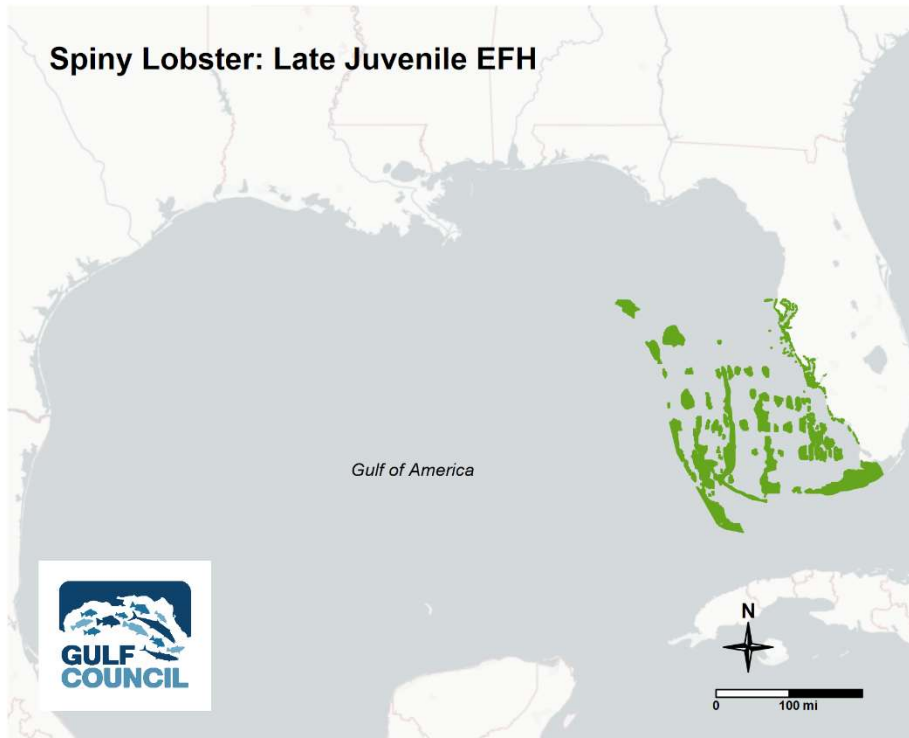 Spiny Lobster: Late Juvenile EFH
Gulf of America
GULF
COUNCIL
N
0 100 mi